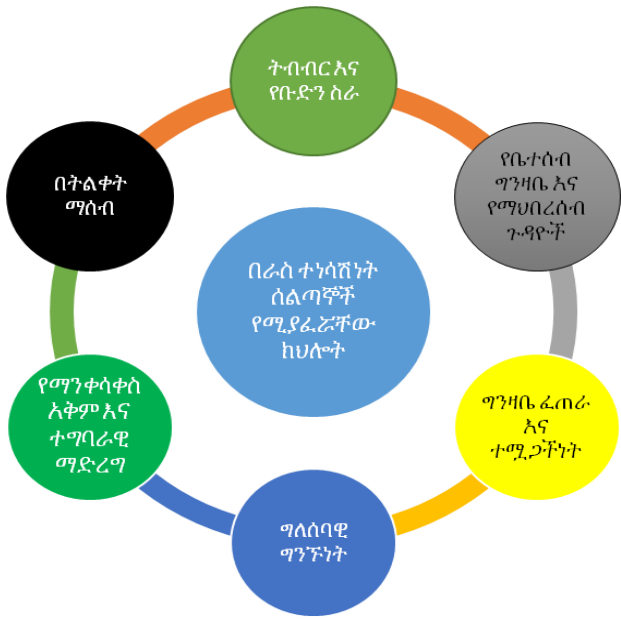 ትብብር እና
የቡድን ስራ
የቤተሰብ
ግንዛቤ እና
የማህበረሰብ
ጉዳዮች
ግንዛቤ ፈጠራ
እና
ተሟጋችነት
ግለሰባዊ
ግንኙነት
የማንቀሳቀስ
አቅም እና
ተግባራዊ
ማድረግ
በትልቀት
ማሰብ
በራስ ተነሳሽነት
ሰልጣኞች
የሚያፈሯቸው
ክህሎት